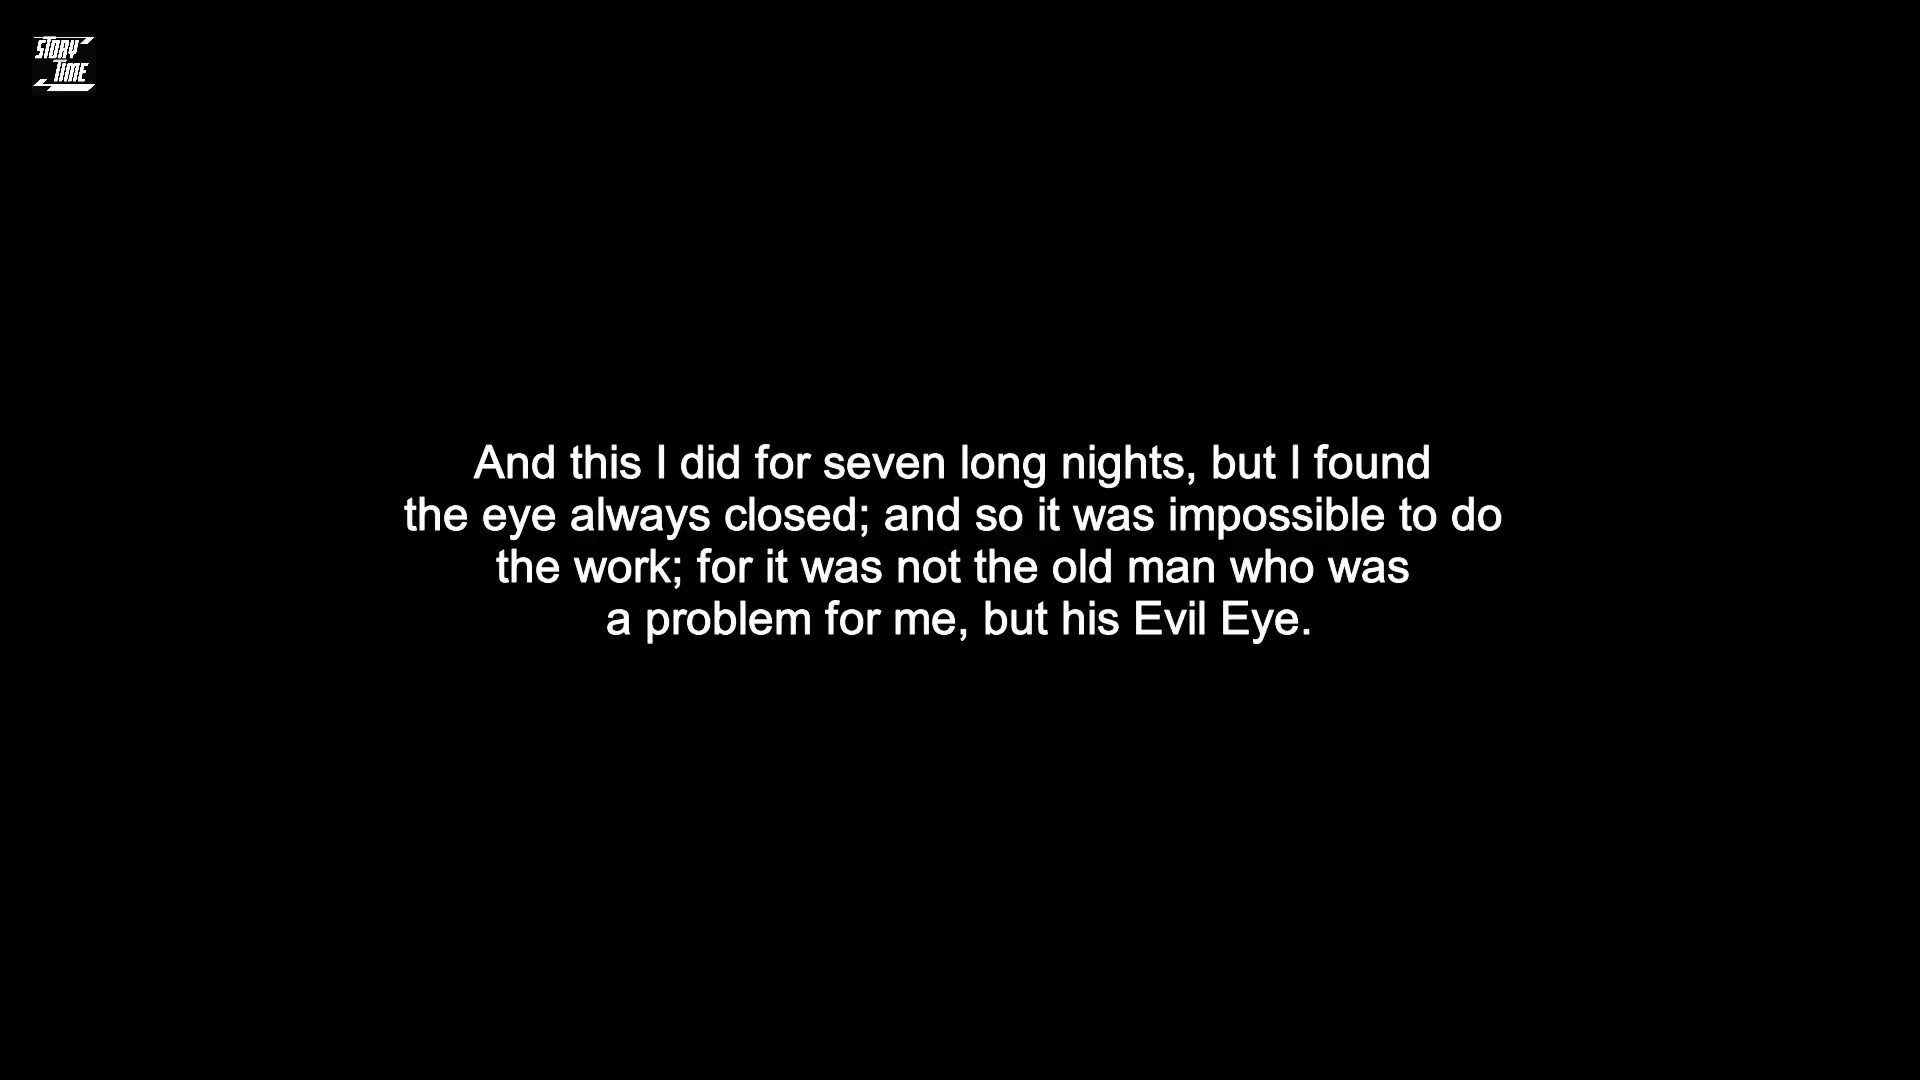 STORY
TIME
And this I did for seven long nights, but I found
the eye always closed; and so it was impossible to do
the work; for it was not the old man who was
a problem for me, but his Evil Eye.